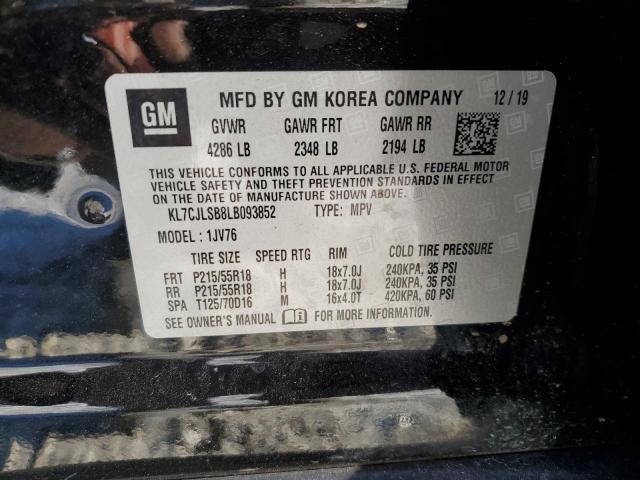 GM
MFD BY GM KOREA COMPANY 12 / 19
GVWR GAWR FRT GAWR RR
4286 LB 2348 LB 2194 LB
THIS VEHICLE CONFORMS TO ALL APPLICABLE U.S. FEDERAL MOTOR
VEHICLE SAFETY AND THEFT PREVENTION STANDARDS IN EFFECT
ON THE DATE OF MANUFACTURE SHOWN ABOVE.
KL7CJLSB8LB093852 TYPE: MPV
MODEL : 1JV76
TIRE SIZE SPEED RTG RIM COLD TIRE PRESSURE
FRT P215/55R18 H 18x7.0J 240KPA, 35 PSI
RR P215/55R18 H 18x7.0J 240KPA, 35 PSI
SPA T125/70D16 M 16x4.0T 420KPA, 60 PSI
SEE OWNER'S MANUAL FOR MORE INFORMATION.